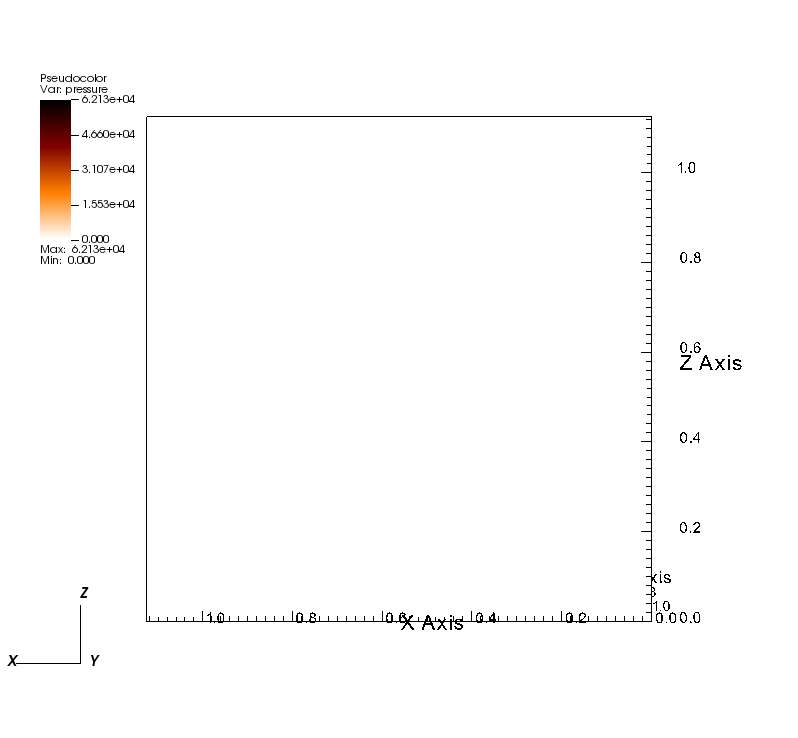 Pseudocolor
Var: pressure
6.213e+04
4.660e+04
3.107e+04
1.553e+04
0.000
Max: 6.213e+04
Min: 0.000
1.0
0.8
0.6
Z Axis
0.4
0.2
xis
1.0
0.0
1.0
0.8
0.6
0.4
0.2
0.0
X Axis
Z
X
Y